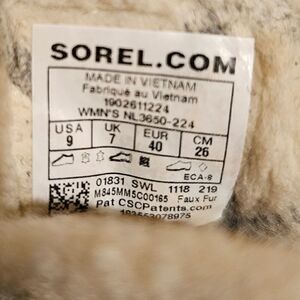 SOREL.COM
MADE IN VIETNAM
Fabriqué au Vietnam
1902611224
WMN'S NL3650-224
USA UK EUR CM
9 7 40 26
ECA-8
01831 SWL 1118 219
M845MM5C00165 Faux Fur
Pat CSCPatents.com